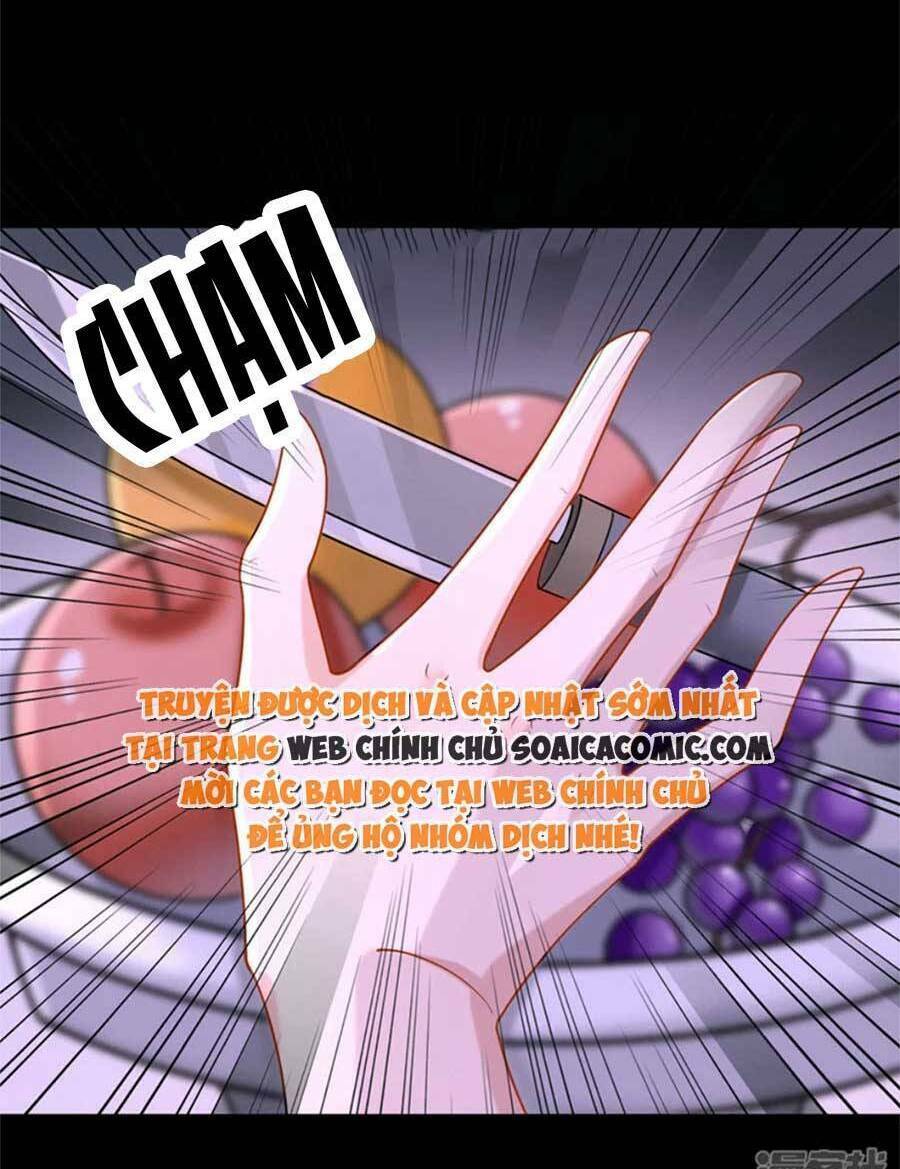 CHẠM
TRUYỆN ĐƯỢC DỊCH VÀ CẬP NHẬT SỚM NHẤT
TẠI TRANG WEB CHÍNH CHỦ SOAICACOMIC.COM
MỜI CÁC BẠN ĐỌC TẠI WEB CHÍNH CHỦ
ĐỂ ỦNG HỘ NHÓM DỊCH NHÉ!